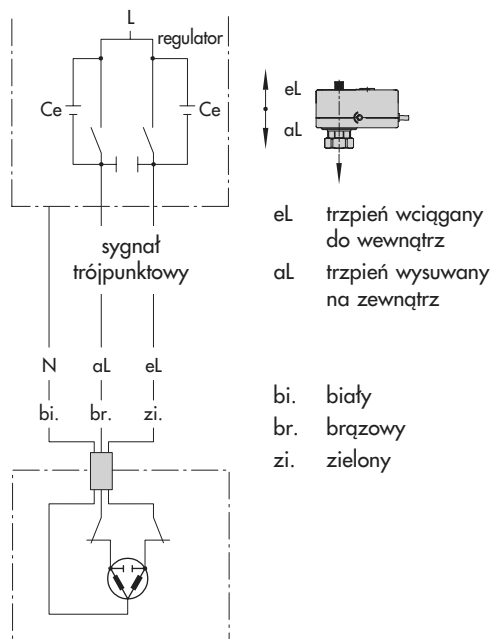 L
regulator
Ce
Ce
eL
aL
eL trzpień wciągany
do wewnątrz
aL trzpień wysuwany
na zewnątrz
sygnał
trójpunktowy
N aL eL
bi. br. zi.
bi. biały
br. brązowy
zi. zielony